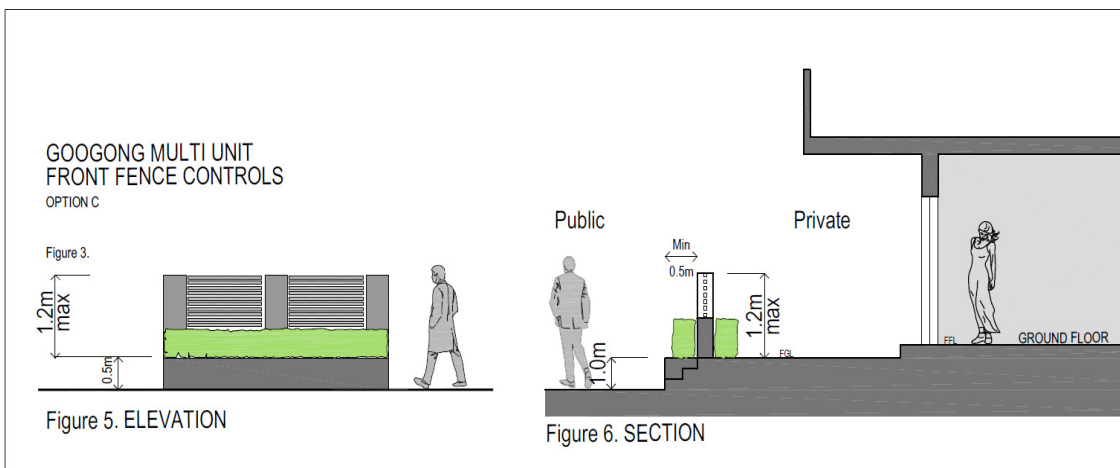 GOOGONG MULTI UNIT
FRONT FENCE CONTROLS
OPTION C
Figure 3.
1.2m
max
0.5m
Figure 5. ELEVATION
Public
Private
Min
0.5m
1.2m
max
1.0m
FGL
FFL
GROUND FLOOR
Figure 6. SECTION